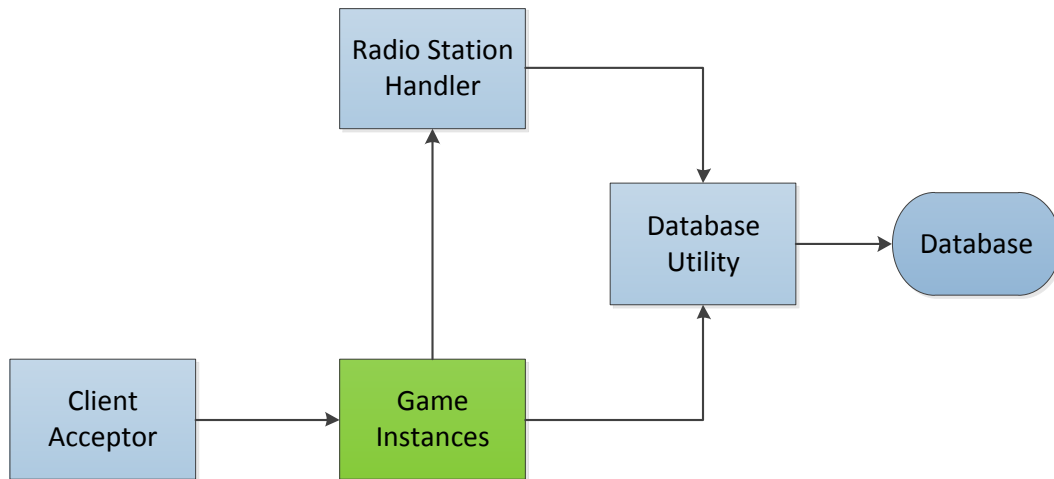 Radio Station
Handler
Database
Utility
Database
Client
Acceptor
Game
Instances